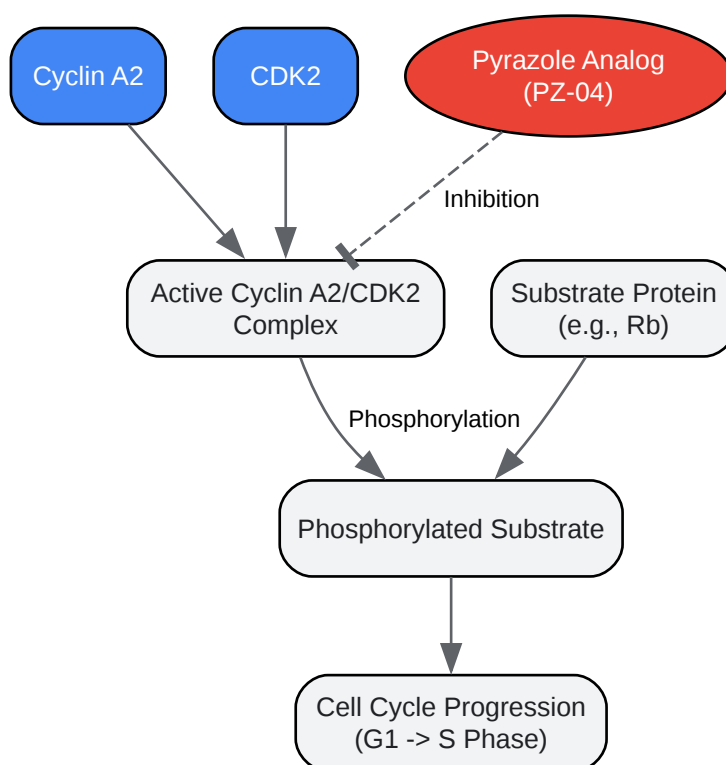 Cyclin A2
CDK2
Pyrazole Analog
(PZ-04)
Inhibition
Active Cyclin A2/CDK2
Complex
Substrate Protein
(e.g., Rb)
Phosphorylation
Phosphorylated Substrate
Cell Cycle Progression
(G1 -> S Phase)